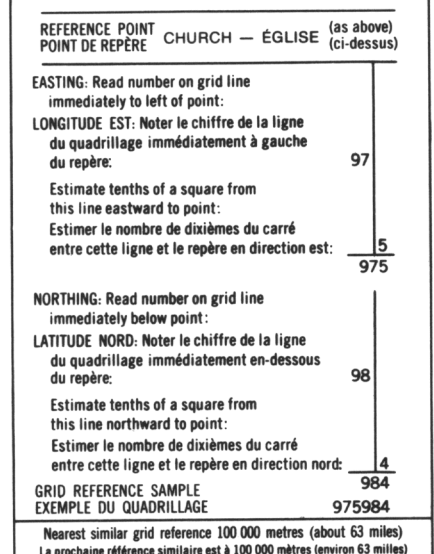 REFERENCE POINT CHURCH — ÉGLISE (as above)
POINT DE REPÈRE (ci-dessus)
EASTING: Read number on grid line
immediately to left of point:
LONGITUDE EST: Noter le chiffre de la ligne
du quadrillage immédiatement à gauche
du repère: 97
Estimate tenths of a square from
this line eastward to point:
Estimer le nombre de dixièmes du carré
entre cette ligne et le repère en direction est: 5
975
NORTHING: Read number on grid line
immediately below point:
LATITUDE NORD: Noter le chiffre de la ligne
du quadrillage immédiatement en-dessous
du repère: 98
Estimate tenths of a square from
this line northward to point:
Estimer le nombre de dixièmes du carré
entre cette ligne et le repère en direction nord: 4
984
GRID REFERENCE SAMPLE
EXEMPLE DU QUADRILLAGE 975984
Nearest similar grid reference 100 000 metres (about 63 miles)
La prochaine référence similaire est à 100 000 mètres (environ 63 milles)